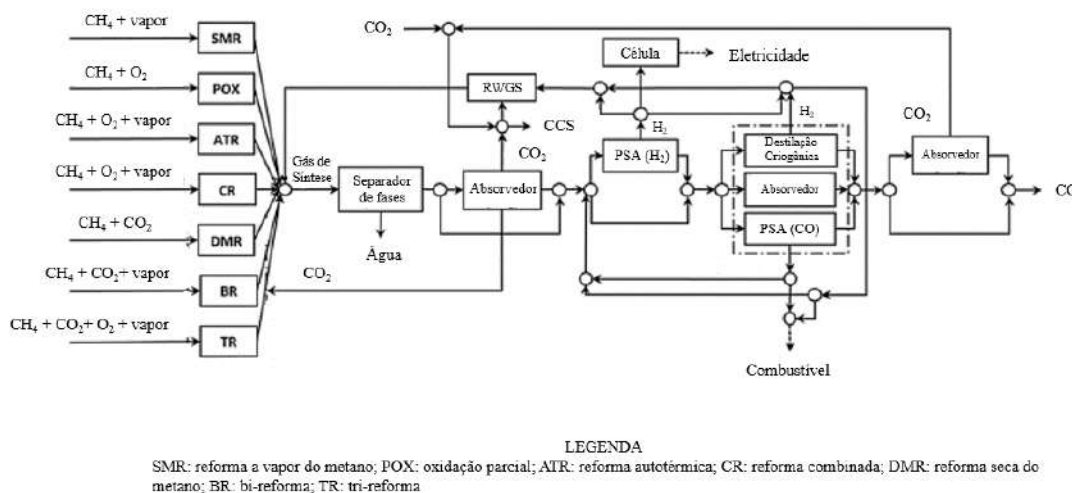 CH₄ + vapor
SMR
CH₄ + O₂
POX
CH₄ + O₂ + vapor
ATR
CH₄ + O₂ + vapor
CR
CH₄ + CO₂
DMR
CH₄ + CO₂ + vapor
BR
CH₄ + CO₂+ O₂ + vapor
TR
Gás de
Síntese
Separador
de fases
Água
CO₂
Absorvedor
CO₂
CCS
RWGS
CO₂
Célula
Eletricidade
H₂
PSA (H₂)
H₂
Destilação
Criogênica
Absorvedor
PSA (CO)
Combustível
CO₂
Absorvedor
LEGENDA
SMR: reforma a vapor do metano; POX: oxidação parcial; ATR: reforma autotérmica; CR: reforma combinada; DMR: reforma seca do
metano; BR: bi-reforma; TR: tri-reforma